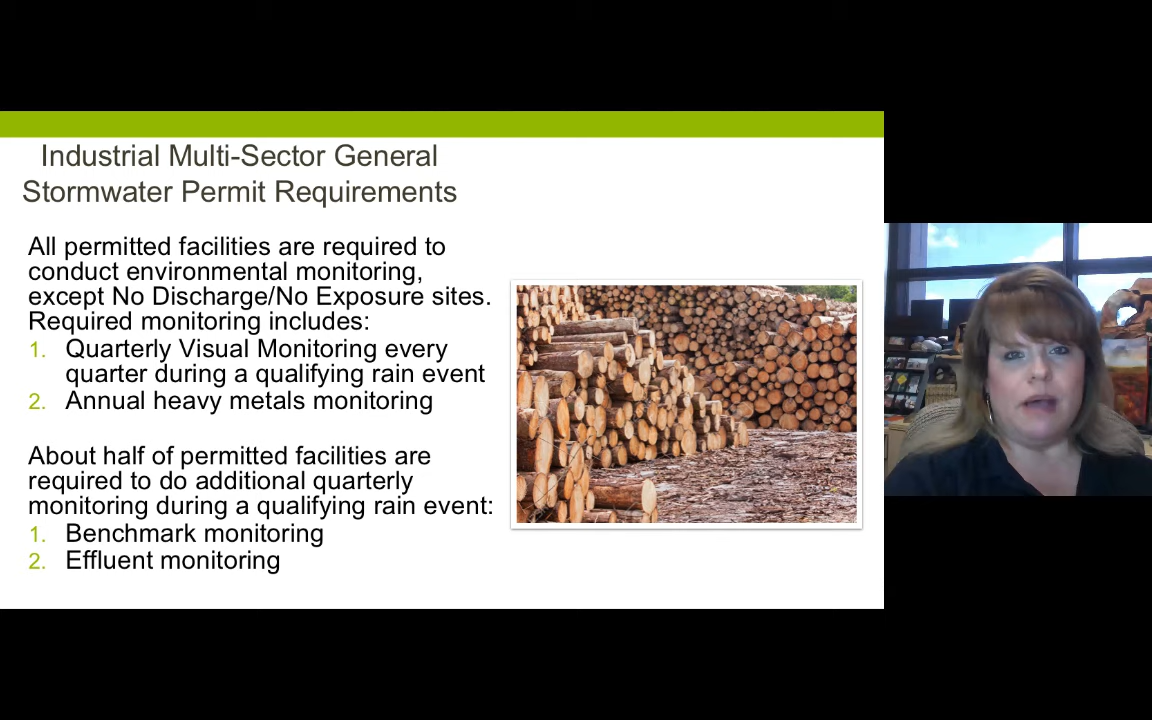 Industrial Multi-Sector General
Stormwater Permit Requirements
All permitted facilities are required to
conduct environmental monitoring,
except No Discharge/No Exposure sites.
Required monitoring includes:
1. Quarterly Visual Monitoring every
quarter during a qualifying rain event
2. Annual heavy metals monitoring
About half of permitted facilities are
required to do additional quarterly
monitoring during a qualifying rain event:
1. Benchmark monitoring
2. Effluent monitoring